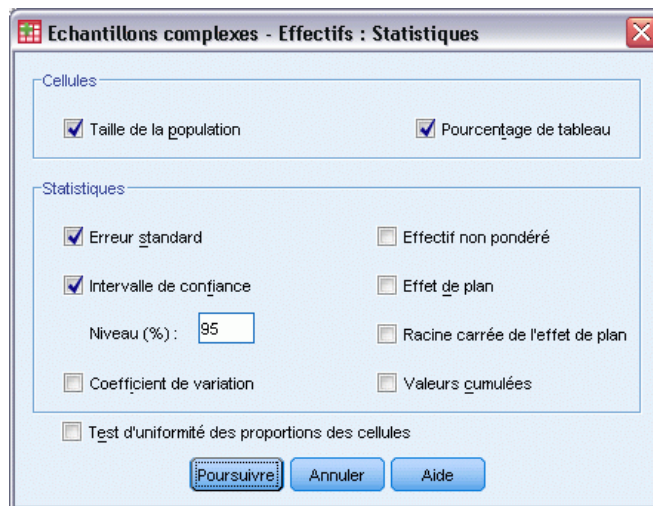 Echantillons complexes - Effectifs : Statistiques
Cellules
Taille de la population
Pourcentage de tableau
Statistiques
Erreur standard
Effectif non pondéré
Intervalle de confiance
Effet de plan
Niveau (%) : 95
Racine carrée de l'effet de plan
Coefficient de variation
Valeurs cumulées
Test d'uniformité des proportions des cellules
Poursuivre Annuler Aide